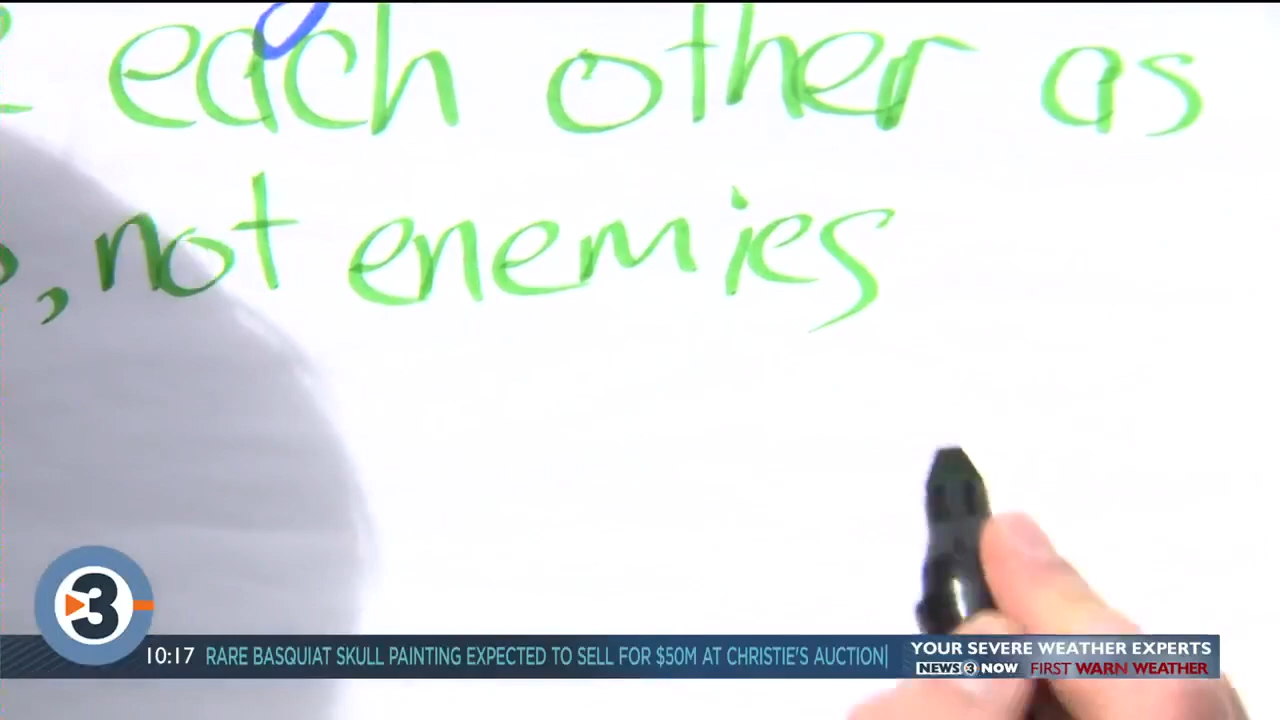 each other as
, not enemies
3
10:17 RARE BASQUIAT SKULL PAINTING EXPECTED TO SELL FOR $50M AT CHRISTIE'S AUCTION
YOUR SEVERE WEATHER EXPERTS
NEWS 3 NOW FIRST WARN WEATHER